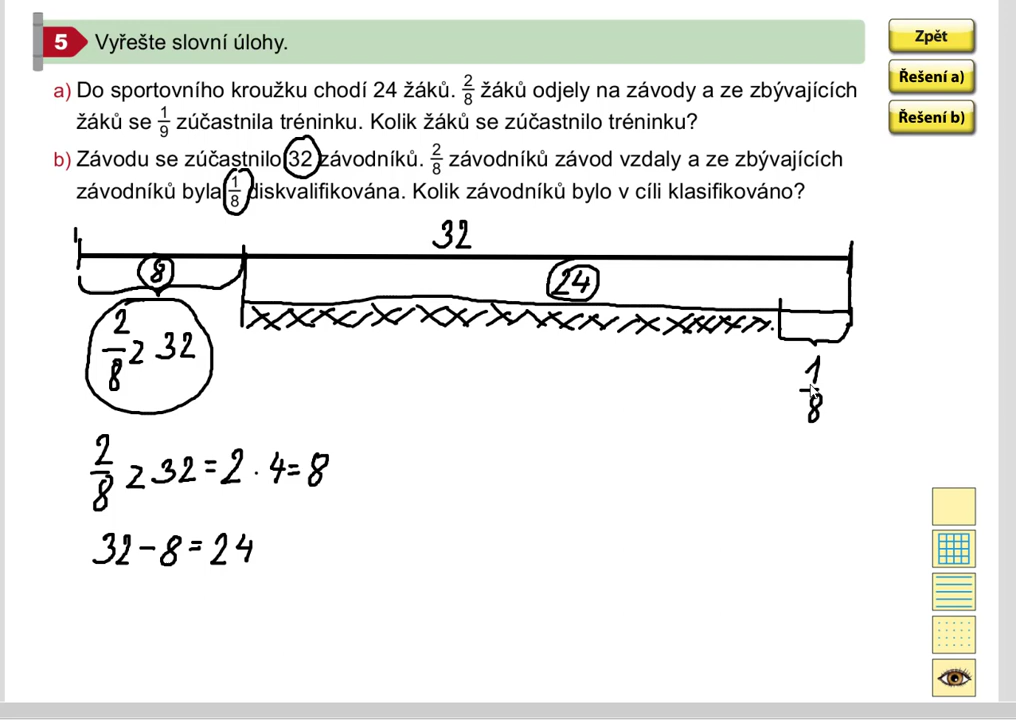 5 Vyřešte slovní úlohy.
Zpět
Řešení a)
Řešení b)
a) Do sportovního kroužku chodí 24 žáků. 2/8 žáků odjely na závody a ze zbývajících
žáků se 1/9 zúčastnila tréninku. Kolik žáků se zúčastnilo tréninku?
b) Závodu se zúčastnilo 32 závodníků. 2/8 závodníků závod vzdaly a ze zbývajících
závodníků byla 1/8 diskvalifikována. Kolik závodníků bylo v cíli klasifikováno?
32
8
24
2/8 z 32
1/8
2/8 z 32 = 2 · 4 = 8
32 - 8 = 24